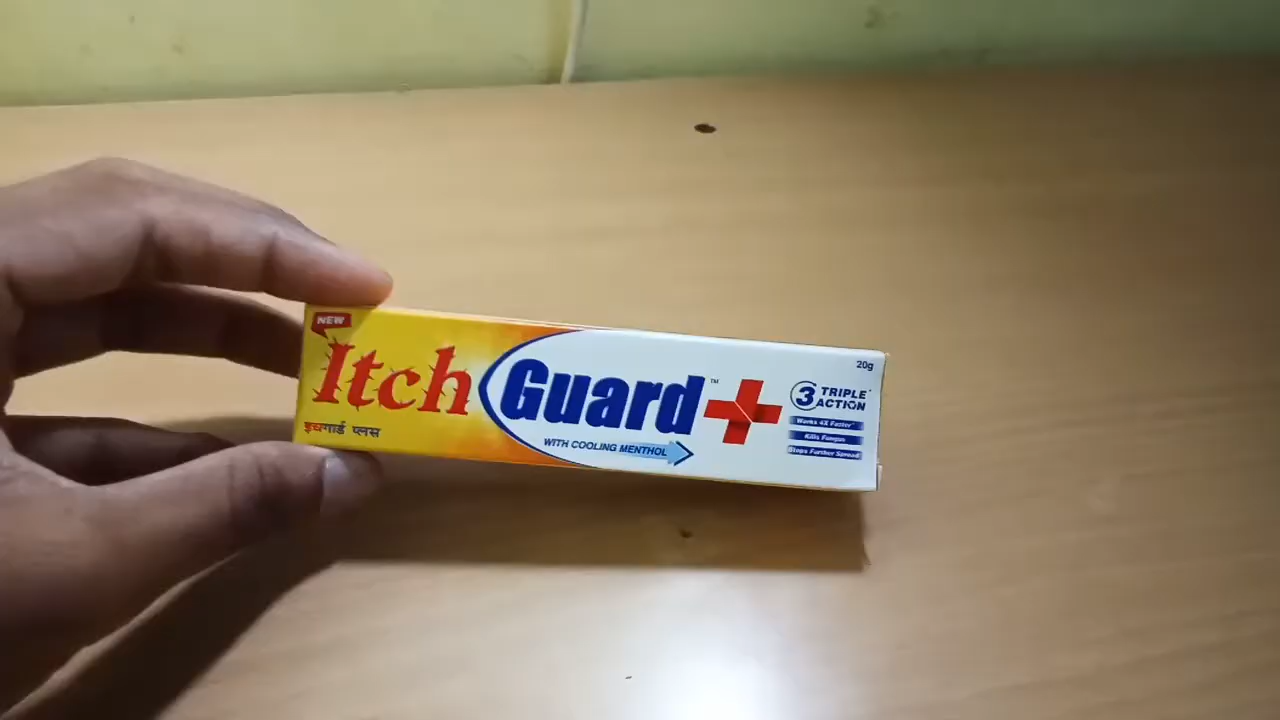 NEW
Itch Guard™
इचगार्ड प्लस
WITH COOLING MENTHOL
20g
3 TRIPLE ACTION
Works 4X Faster
Kills Fungus
Stops Further Spread